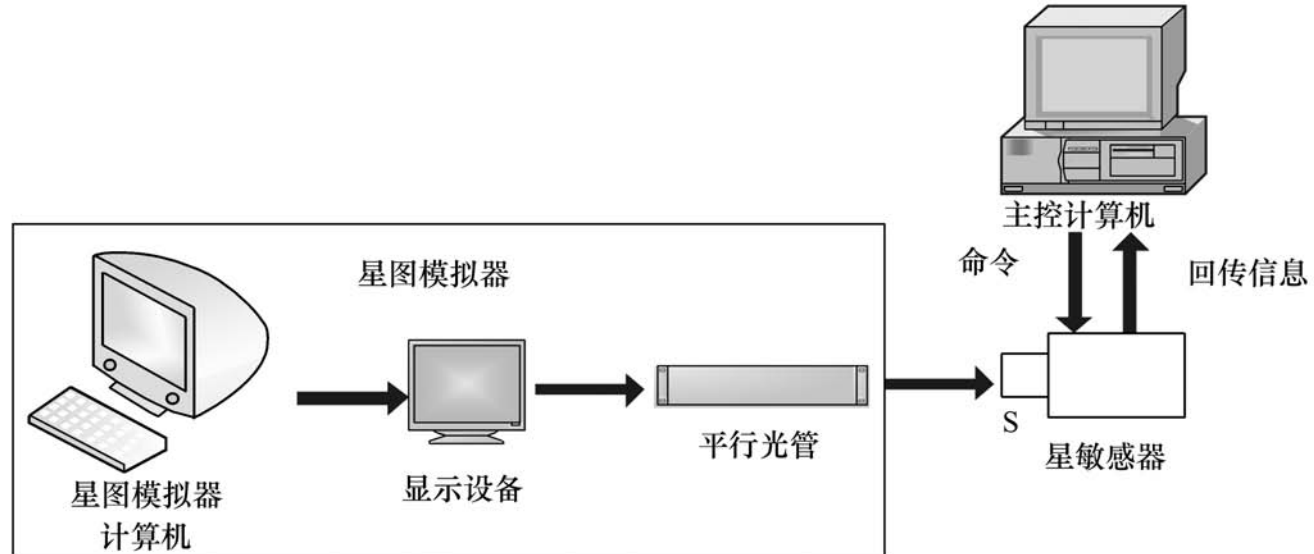 主控计算机
命令
回传信息
星图模拟器
星图模拟器
计算机
显示设备
平行光管
S
星敏感器